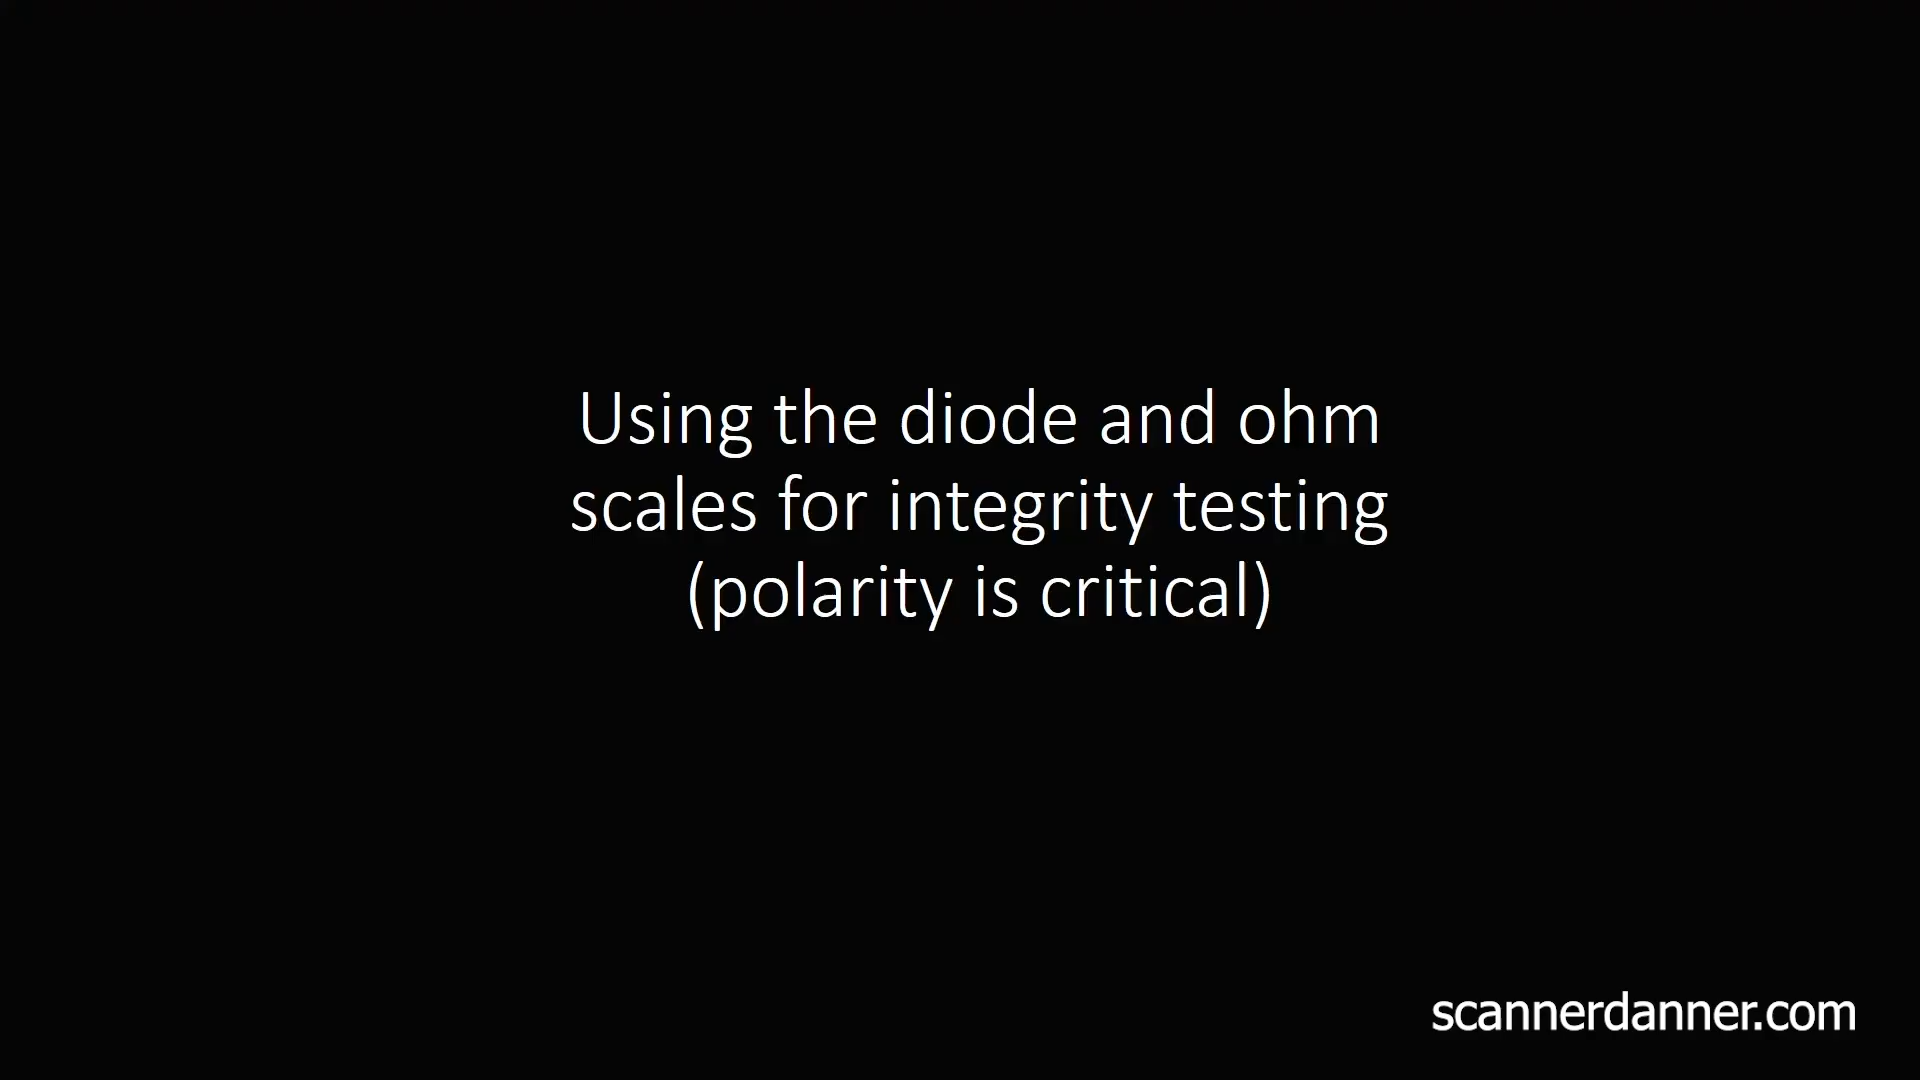 Using the diode and ohm
scales for integrity testing
(polarity is critical)
scannerdanner.com